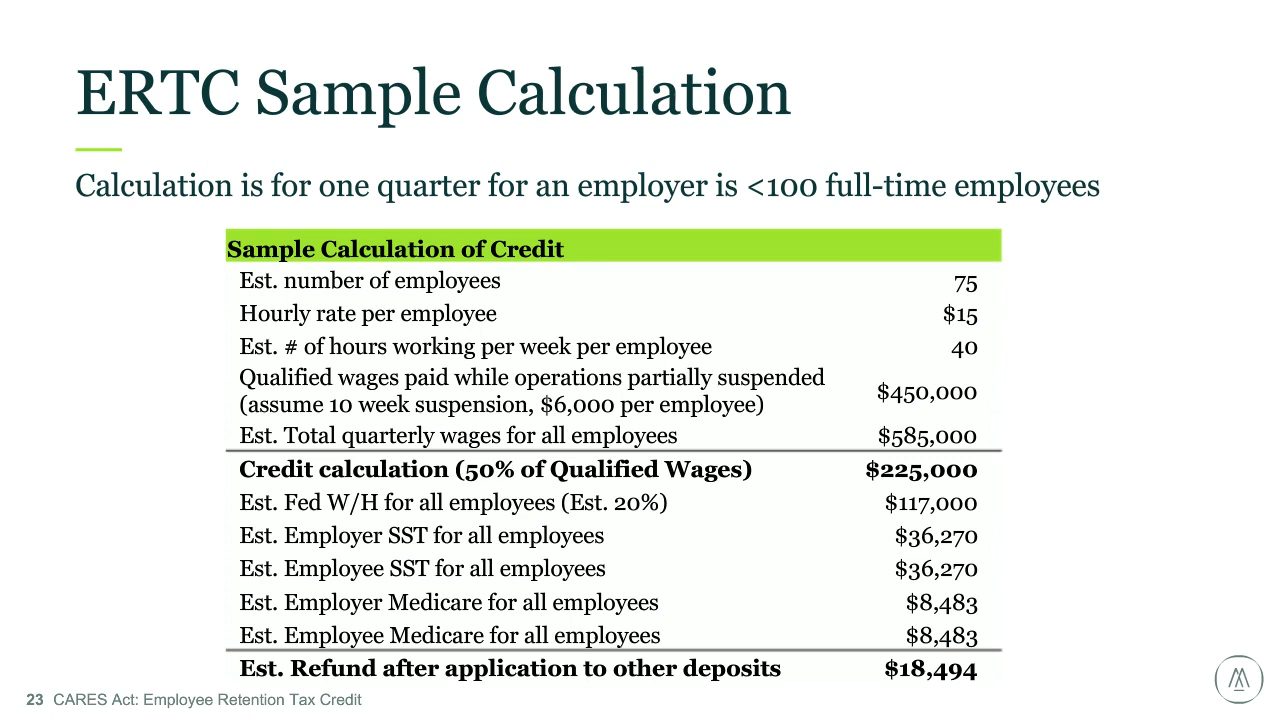 ERTC Sample Calculation
Calculation is for one quarter for an employer is <100 full-time employees
Sample Calculation of Credit
Est. number of employees 75
Hourly rate per employee $15
Est. # of hours working per week per employee 40
Qualified wages paid while operations partially suspended
(assume 10 week suspension, $6,000 per employee) $450,000
Est. Total quarterly wages for all employees $585,000
Credit calculation (50% of Qualified Wages) $225,000
Est. Fed W/H for all employees (Est. 20%) $117,000
Est. Employer SST for all employees $36,270
Est. Employee SST for all employees $36,270
Est. Employer Medicare for all employees $8,483
Est. Employee Medicare for all employees $8,483
Est. Refund after application to other deposits $18,494
23 CARES Act: Employee Retention Tax Credit